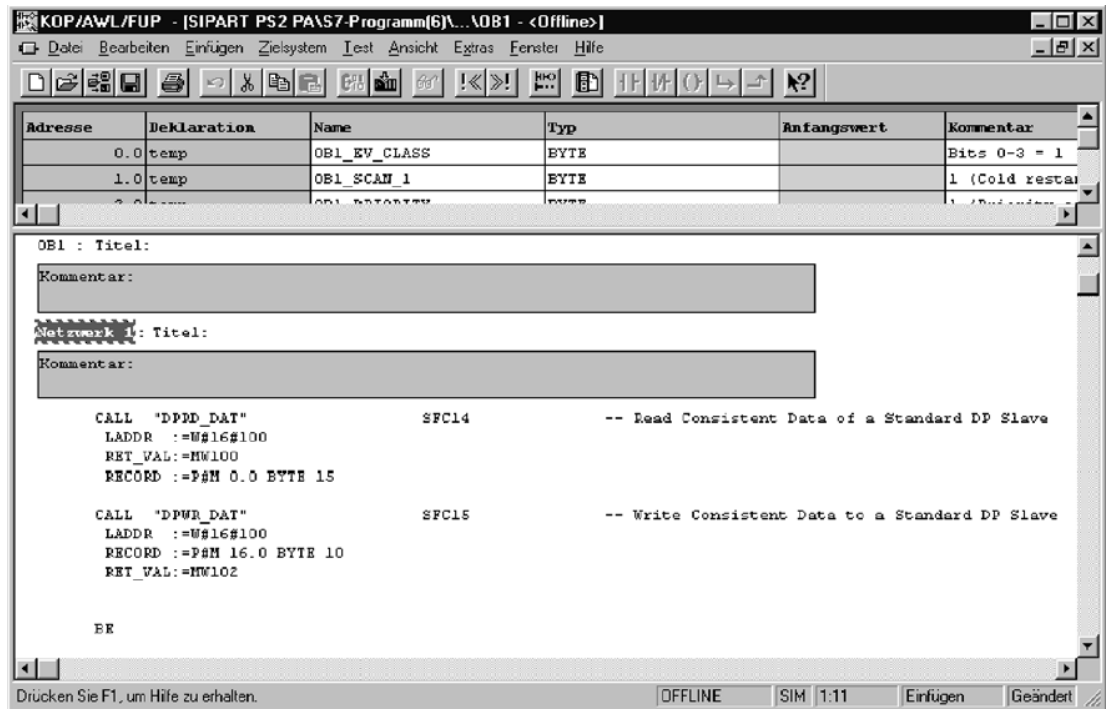 KOP/AWL/FUP - [SIPART PS2 PA\S7-Programm(6)\...\OB1 - <Offline>]
Datei Bearbeiten Einfügen Zielsystem Test Ansicht Extras Fenster Hilfe
Adresse Deklaration Name Typ Anfangswert Kommentar
0.0 temp OB1_EV_CLASS BYTE Bits 0-3 = 1
1.0 temp OB1_SCAN_1 BYTE 1 (Cold restar
OB1 : Titel:
Kommentar:
Netzwerk 1: Titel:
Kommentar:
CALL "DPRD_DAT" SFC14 -- Read Consistent Data of a Standard DP Slave
LADDR :=W#16#100
RET_VAL:=MW100
RECORD :=P#M 0.0 BYTE 15
CALL "DPWR_DAT" SFC15 -- Write Consistent Data to a Standard DP Slave
LADDR :=W#16#100
RECORD :=P#M 16.0 BYTE 10
RET_VAL:=MW102
BE
Drücken Sie F1, um Hilfe zu erhalten. OFFLINE SIM 1:11 Einfügen Geändert